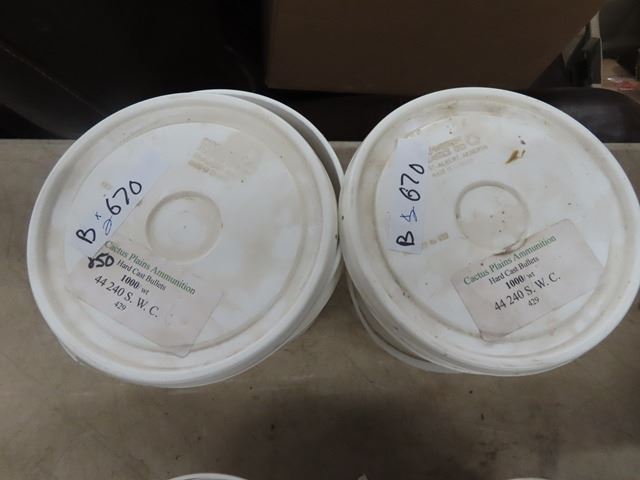 B x 670
Cactus Plains Ammunition
Hard Cast Bullets
1000/ wt
44 240 S. W. C.
429
B 670
Cactus Plains Ammunition
Hard Cast Bullets
1000/ wt
44 240 S. W. C.
429